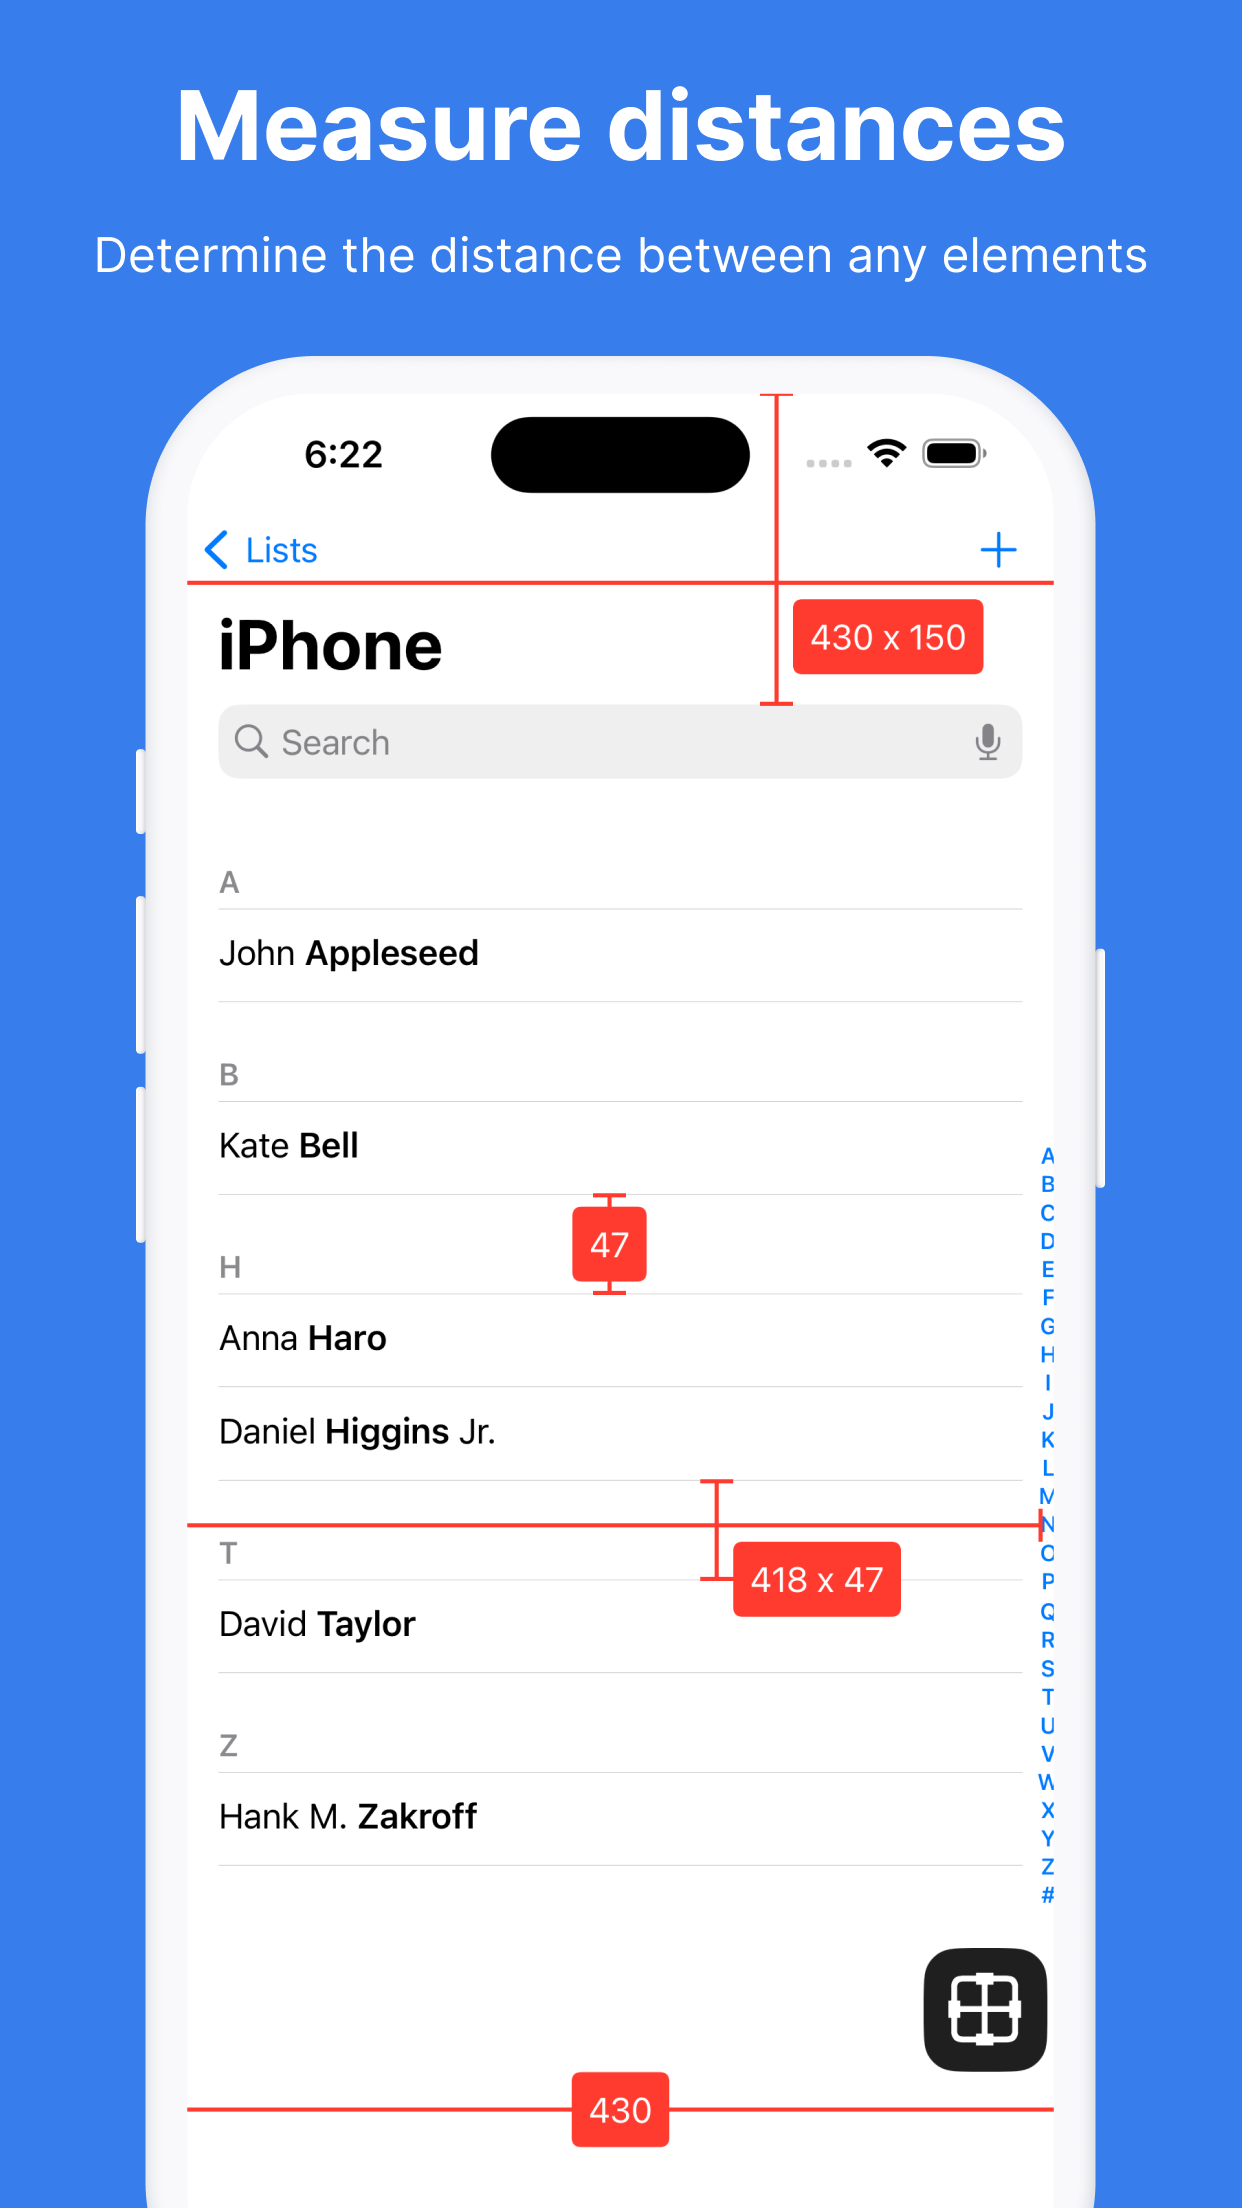 Measure distances
Determine the distance between any elements
6:22
Lists
iPhone
430 x 150
Search
A
John Appleseed
B
Kate Bell
47
H
Anna Haro
Daniel Higgins Jr.
T
418 x 47
David Taylor
Z
Hank M. Zakroff
A
B
C
D
E
F
G
H
I
J
K
L
M
N
O
P
Q
R
S
T
U
V
W
X
Y
Z
#
430